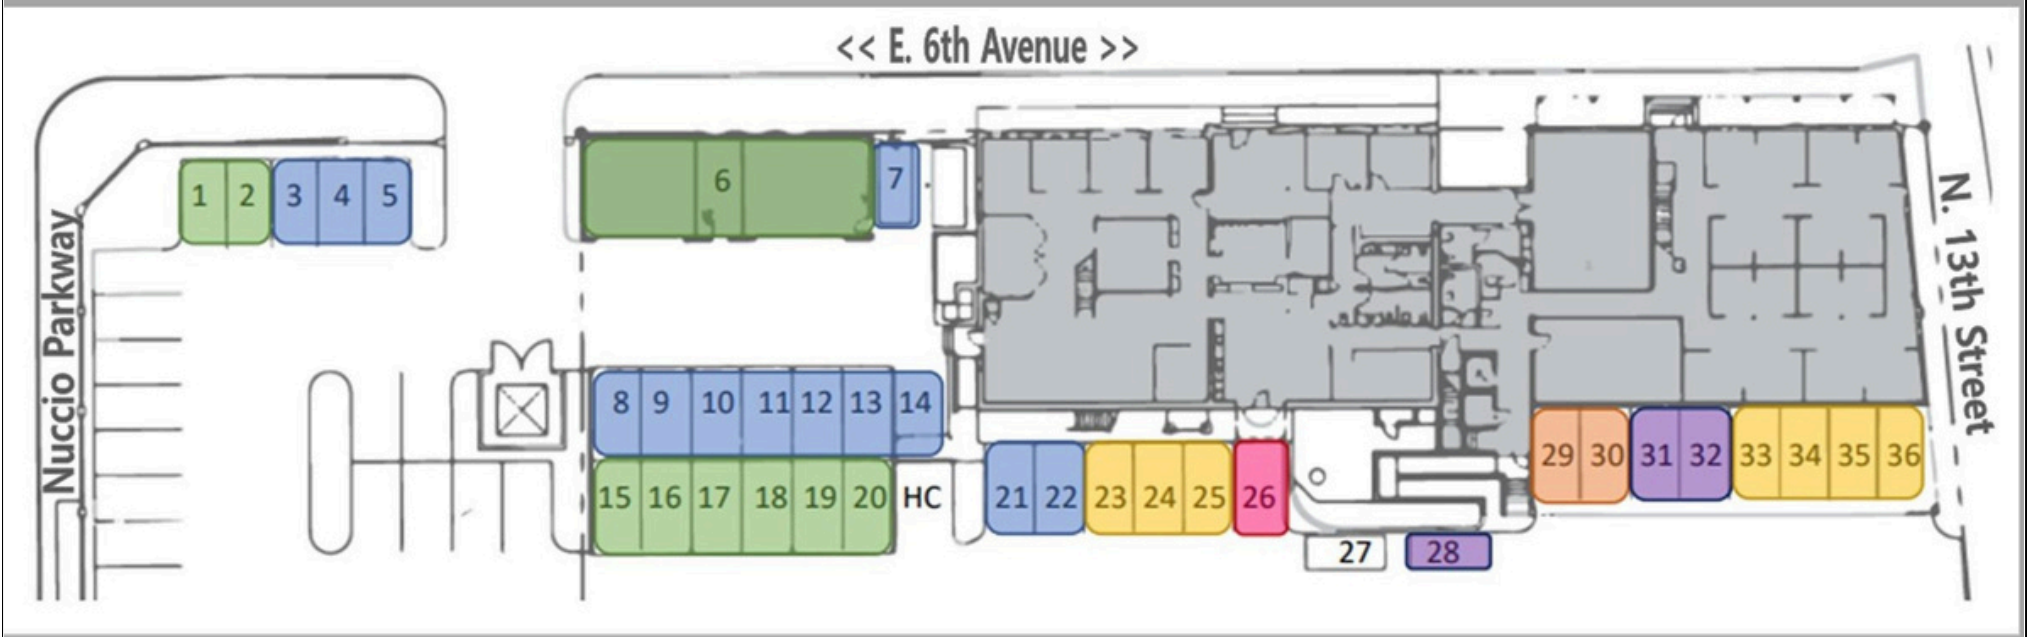 << E. 6th Avenue >>
Nuccio Parkway
N. 13th Street
1 2 3 4 5
6 7
8 9 10 11 12 13 14
15 16 17 18 19 20 HC
21 22 23 24 25 26
27 28
29 30 31 32 33 34 35 36